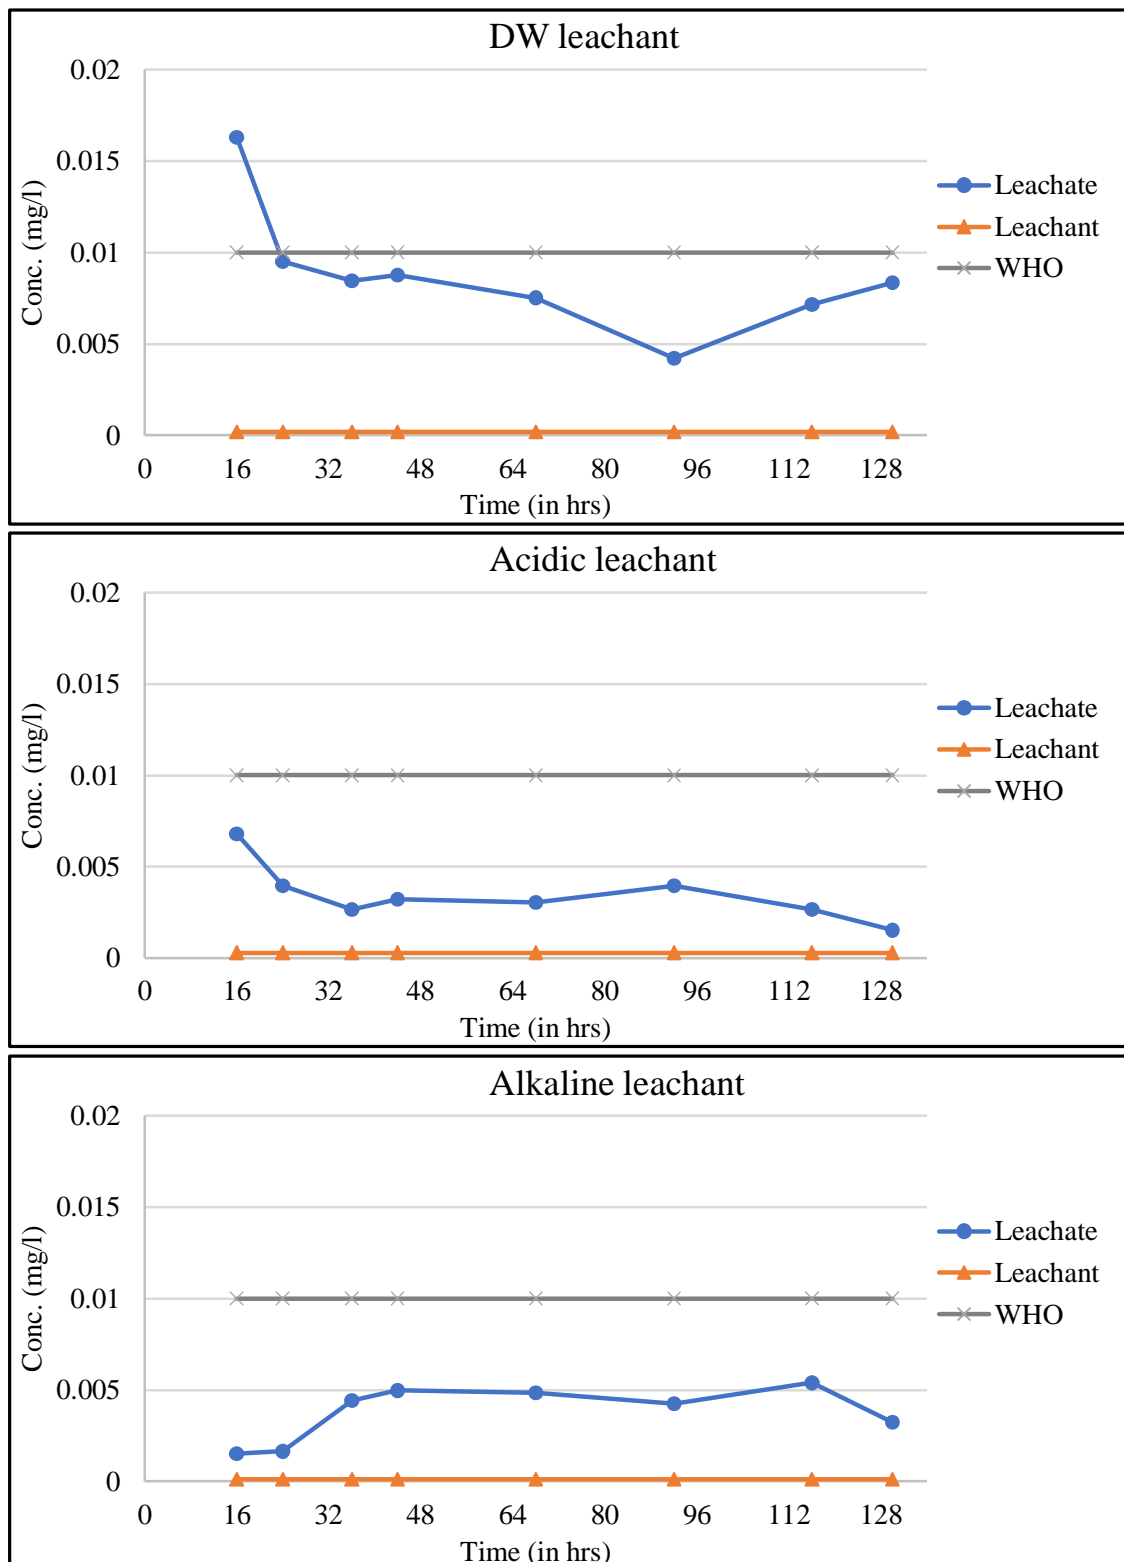 DW leachant
0.02
0.015
0.01
0.005
0
Conc. (mg/l)
0 16 32 48 64 80 96 112 128
Time (in hrs)
Leachate
Leachant
WHO
Acidic leachant
0.02
0.015
0.01
0.005
0
Conc. (mg/l)
0 16 32 48 64 80 96 112 128
Time (in hrs)
Leachate
Leachant
WHO
Alkaline leachant
0.02
0.015
0.01
0.005
0
Conc. (mg/l)
0 16 32 48 64 80 96 112 128
Time (in hrs)
Leachate
Leachant
WHO